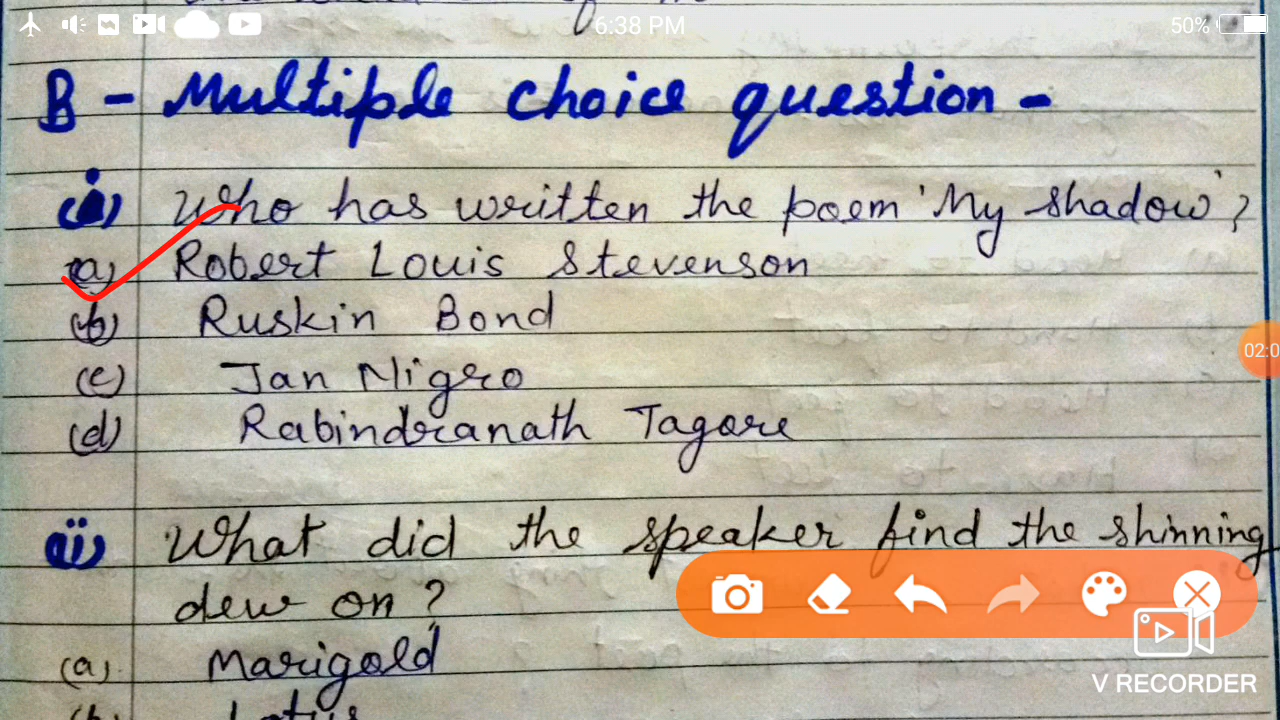 6:38 PM
50%
B - Multiple choice question -
(i) Who has written the poem 'My shadow'?
(a) Robert Louis Stevenson
(b) Ruskin Bond
(c) Jan Nigro
(d) Rabindranath Tagore
02:0
(ii) What did the speaker find the shinning
dew on?
(a) Marigold
V RECORDER